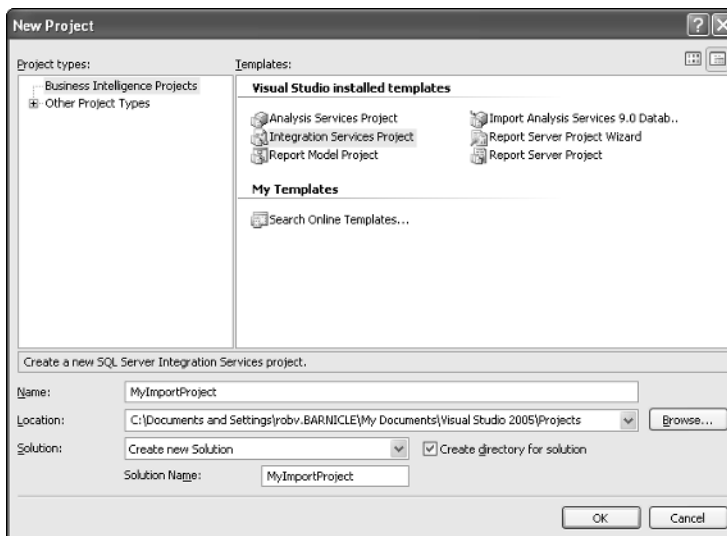 New Project
Project types:
Templates:
Business Intelligence Projects
Other Project Types
Visual Studio installed templates
Analysis Services Project
Import Analysis Services 9.0 Datab..
Integration Services Project
Report Server Project Wizard
Report Model Project
Report Server Project
My Templates
Search Online Templates...
Create a new SQL Server Integration Services project.
Name:
MyImportProject
Location:
C:\Documents and Settings\robv.BARNICLE\My Documents\Visual Studio 2005\Projects
Browse...
Solution:
Create new Solution
Create directory for solution
Solution Name:
MyImportProject
OK
Cancel